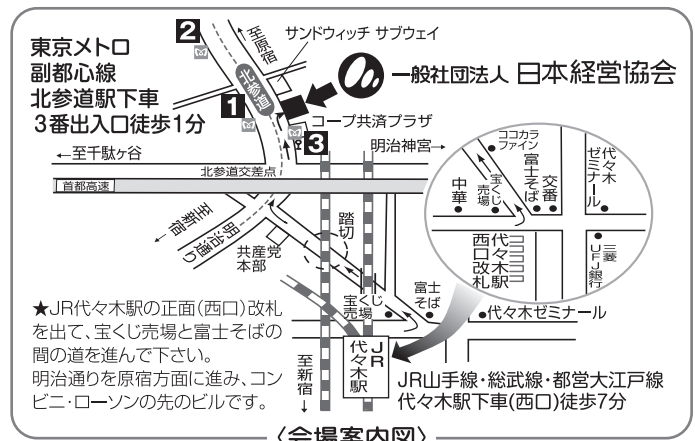 東京メトロ
副都心線
北参道駅下車
3番出入口徒歩1分
2
至原宿
サンドウィッチ サブウェイ
北参道
一般社団法人 日本経営協会
1
コープ共済プラザ
3
←至千駄ヶ谷
明治神宮→
北参道交差点
首都高速
至新宿
明治通り
共産党
本部
踏切
宝くじ
売場
富士
そば
代々木ゼミナール
ココカラ
ファイン
中華
宝くじ
売場
富士そば
交番
代々木
ゼミナール
代々木駅
西口改札
三菱
UFJ銀行
★JR代々木駅の正面(西口)改札
を出て、宝くじ売場と富士そばの
間の道を進んで下さい。
明治通りを原宿方面に進み、コン
ビニ・ローソンの先のビルです。
至新宿
↓
JR
代々木駅
JR山手線・総武線・都営大江戸線
代々木駅下車(西口)徒歩7分
〈会場案内図〉